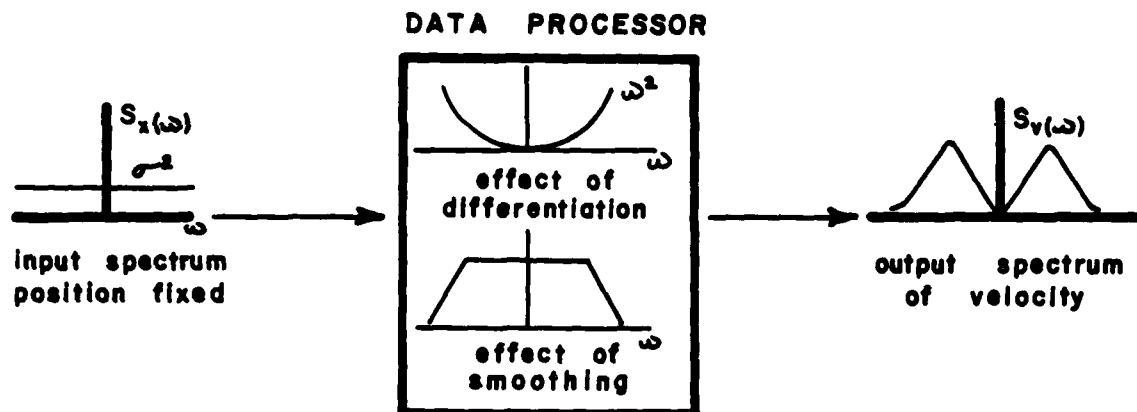 DATA PROCESSOR
Sx(ω)
σ²
ω
input spectrum
position fixed
ω²
ω
effect of
differentiation
ω
effect of
smoothing
Sv(ω)
output spectrum
of velocity